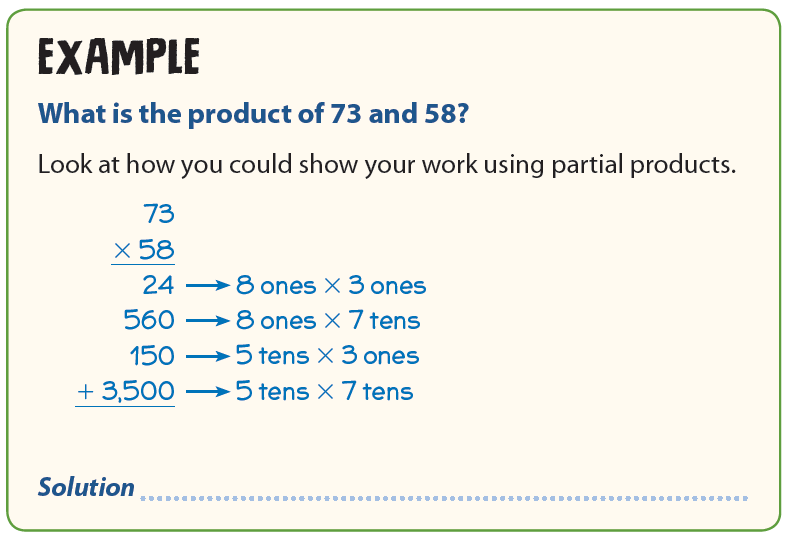 EXAMPLE
What is the product of 73 and 58?
Look at how you could show your work using partial products.
73
× 58
24 → 8 ones × 3 ones
560 → 8 ones × 7 tens
150 → 5 tens × 3 ones
+ 3,500 → 5 tens × 7 tens
Solution